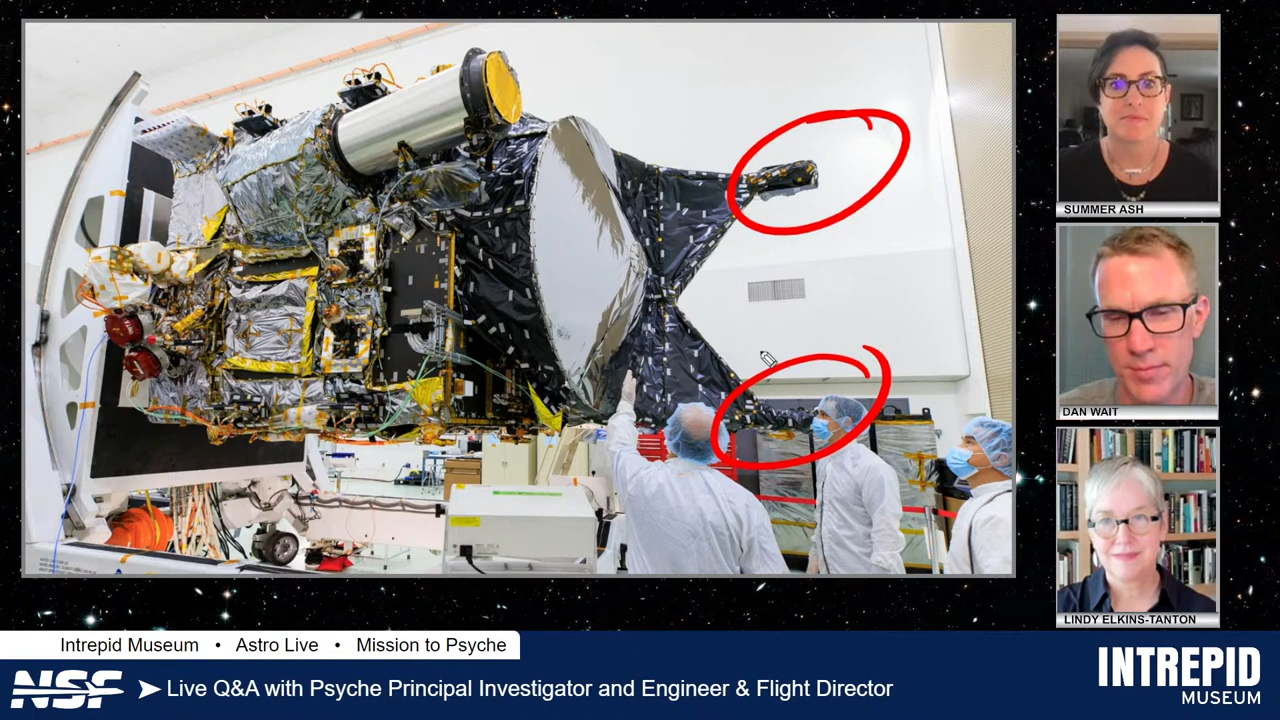 SUMMER ASH
DAN WAIT
LINDY ELKINS-TANTON
Intrepid Museum • Astro Live • Mission to Psyche
NSF
Live Q&A with Psyche Principal Investigator and Engineer & Flight Director
INTREPID
MUSEUM